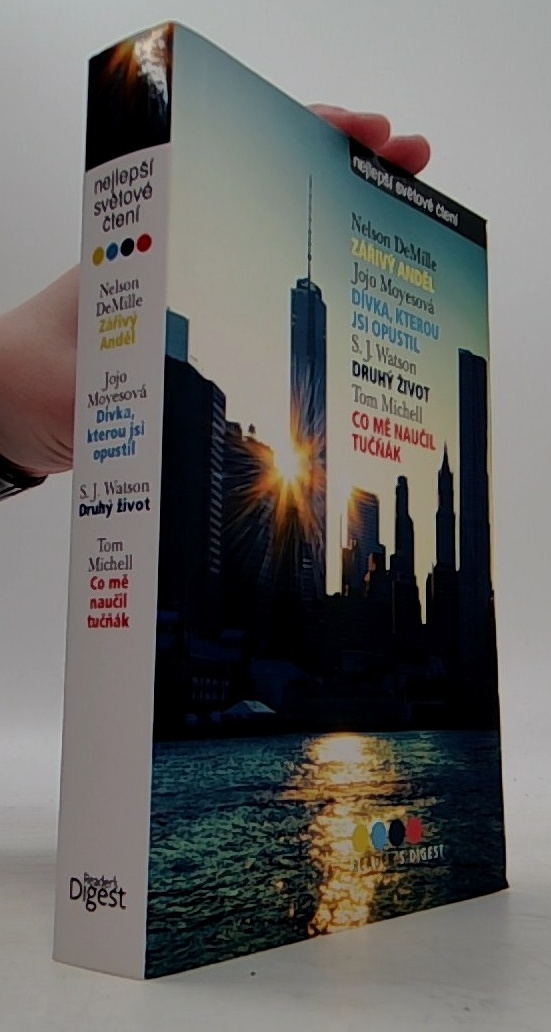 nejlepší
světové
čtení
Nelson
DeMille
Zářivý
Anděl
Jojo
Moyesová
Dívka,
kterou jsi
opustil
S. J. Watson
Druhý život
Tom
Michell
Co mě
naučil
tučňák
Reader's
Digest
nejlepší světové čtení
Nelson DeMille
ZÁŘIVÝ ANDĚL
Jojo Moyesová
DÍVKA, KTEROU
JSI OPUSTIL
S. J. Watson
DRUHÝ ŽIVOT
Tom Michell
CO MĚ NAUČIL
TUČŇÁK
READER'S DIGEST